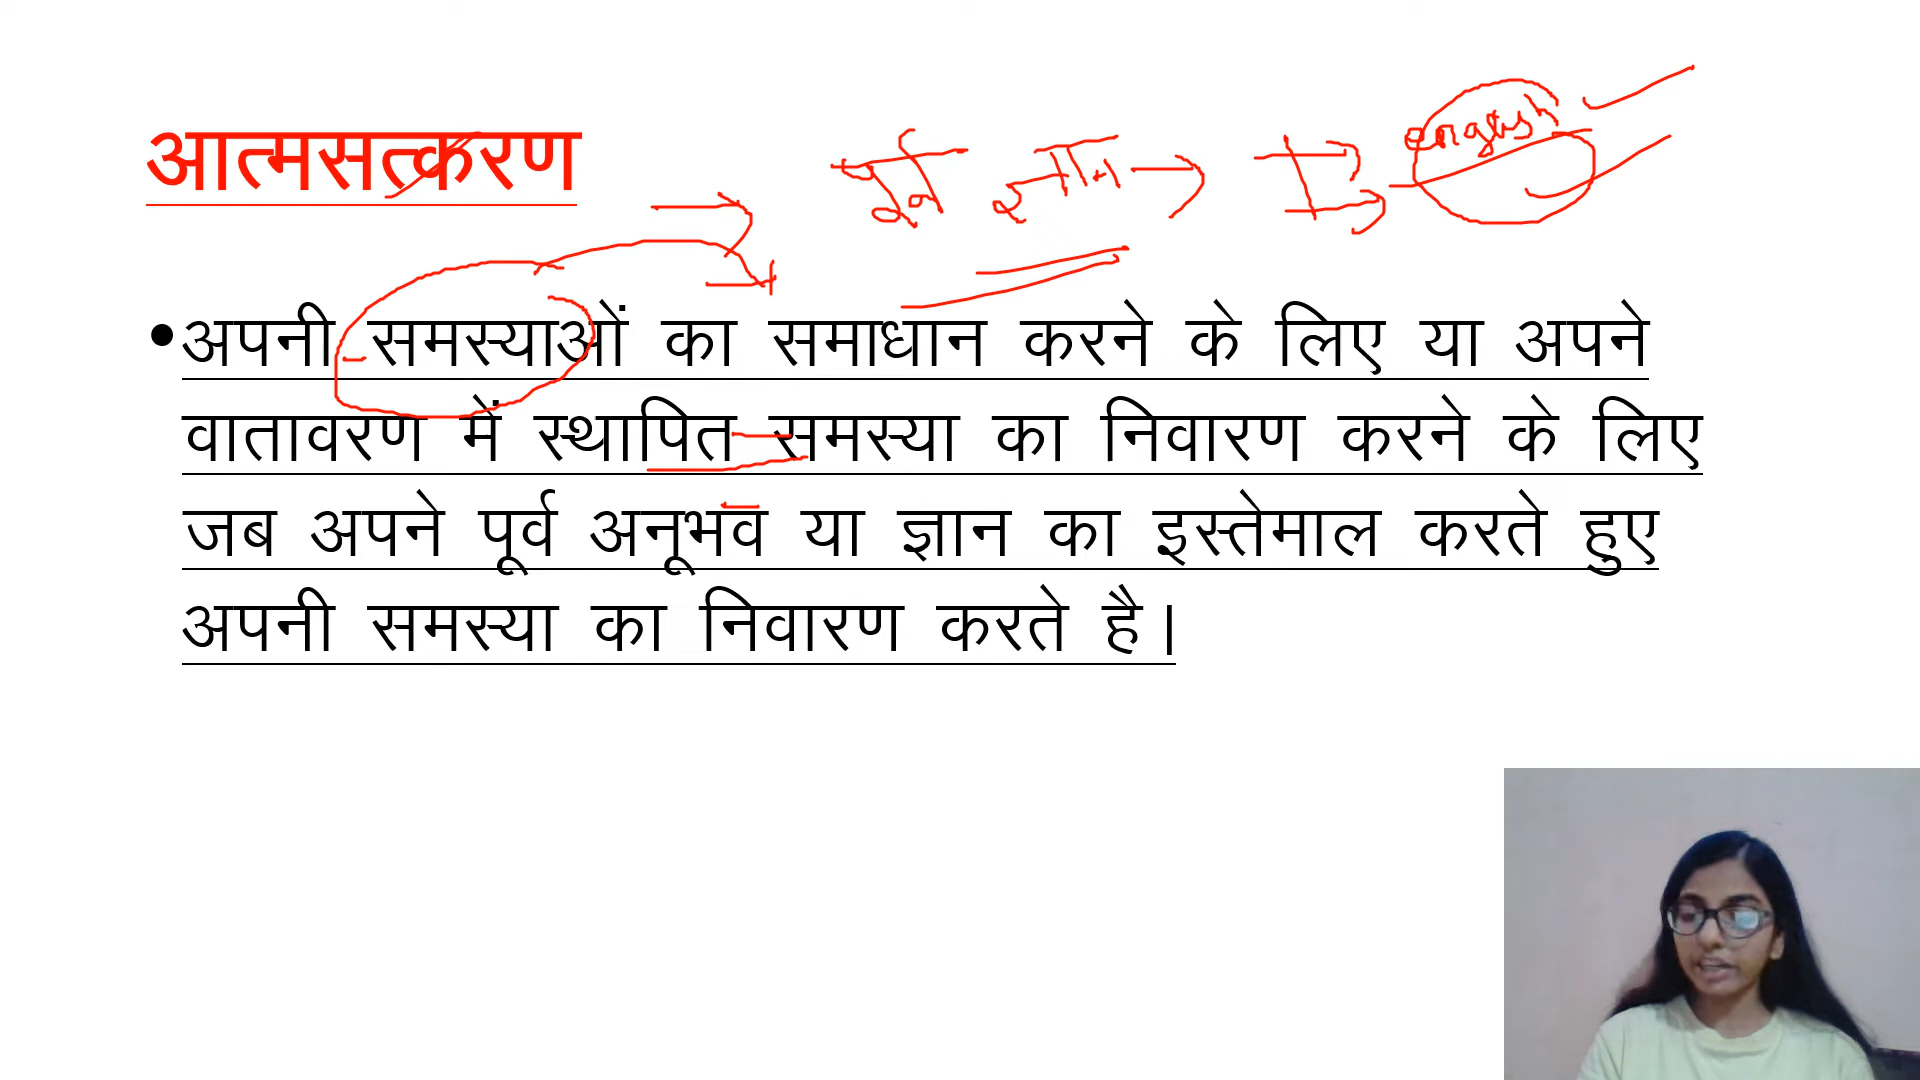 आत्मसत्करण
पूर्व ज्ञान → english
•अपनी समस्याओं का समाधान करने के लिए या अपने
वातावरण में स्थापित समस्या का निवारण करने के लिए
जब अपने पूर्व अनूभव या ज्ञान का इस्तेमाल करते हुए
अपनी समस्या का निवारण करते है।